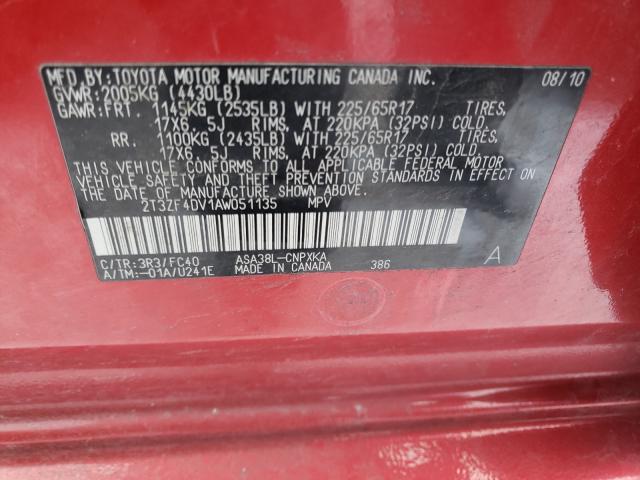 MFD.BY:TOYOTA MOTOR MANUFACTURING CANADA INC. 08/10
GVWR:2005KG (4430LB)
GAWR:FRT. 1145KG (2535LB) WITH 225/65R17 TIRES,
17X6.5J RIMS, AT 220KPA (32PSI) COLD.
RR. 1100KG (2435LB) WITH 225/65R17 TIRES,
17X6.5J RIMS, AT 220KPA (32PSI) COLD.
THIS VEHICLE CONFORMS TO ALL APPLICABLE FEDERAL MOTOR
VEHICLE SAFETY AND THEFT PREVENTION STANDARDS IN EFFECT ON
THE DATE OF MANUFACTURE SHOWN ABOVE.
2T3ZF4DV1AW051135 MPV
C/TR:3R3/FC40 ASA38L-CNPXKA
A/TM:-01A/U241E MADE IN CANADA 386 A